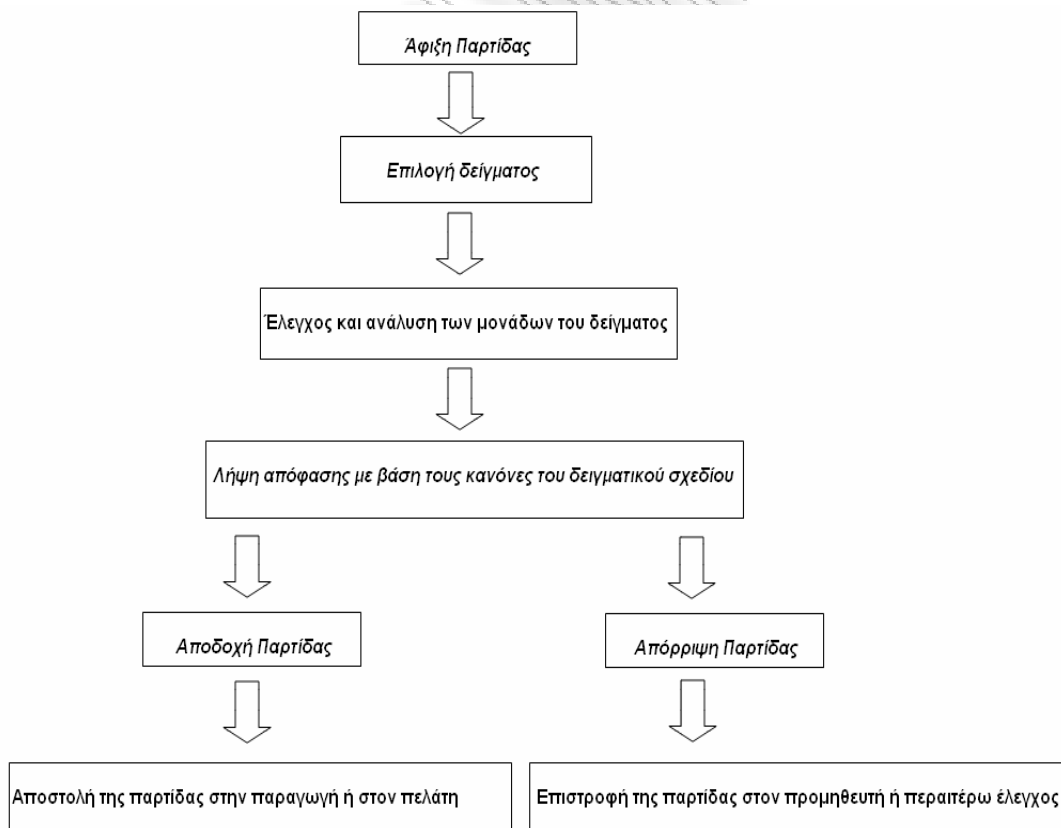 Άφιξη Παρτίδας
Επιλογή δείγματος
Έλεγχος και ανάλυση των μονάδων του δείγματος
Λήψη απόφασης με βάση τους κανόνες του δειγματικού σχεδίου
Αποδοχή Παρτίδας
Απόρριψη Παρτίδας
Αποστολή της παρτίδας στην παραγωγή ή στον πελάτη
Επιστροφή της παρτίδας στον προμηθευτή ή περαιτέρω έλεγχος